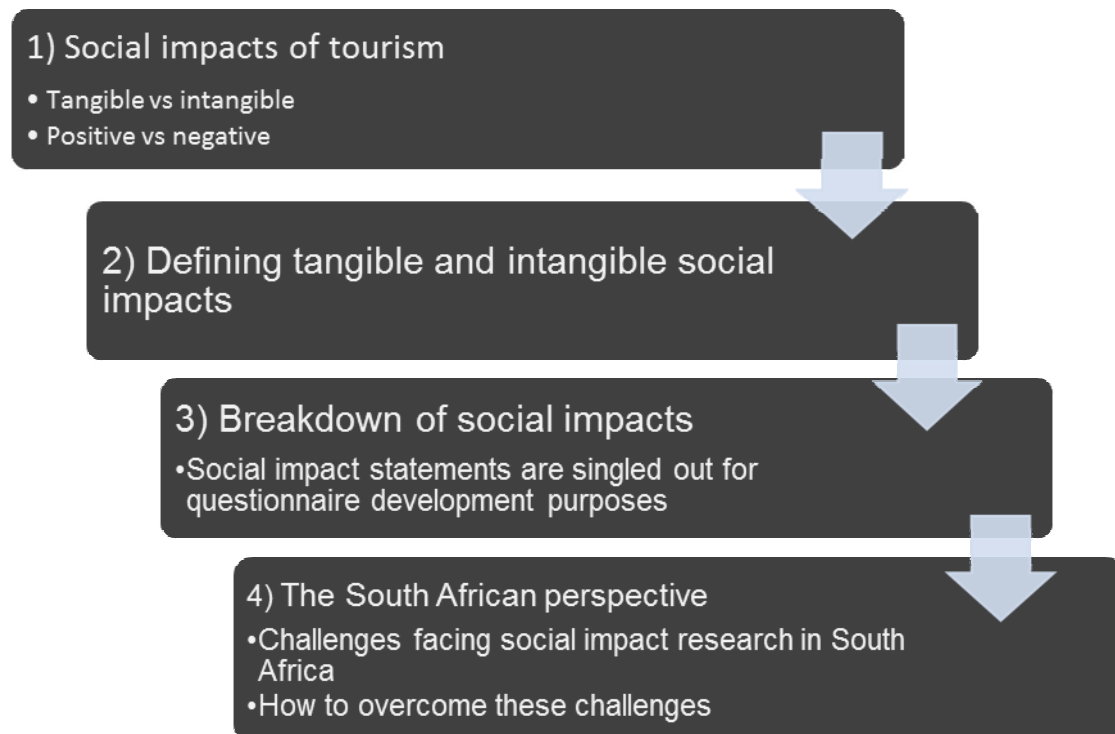 1) Social impacts of tourism
• Tangible vs intangible
• Positive vs negative
2) Defining tangible and intangible social
impacts
3) Breakdown of social impacts
•Social impact statements are singled out for
questionnaire development purposes
4) The South African perspective
•Challenges facing social impact research in South
Africa
•How to overcome these challenges